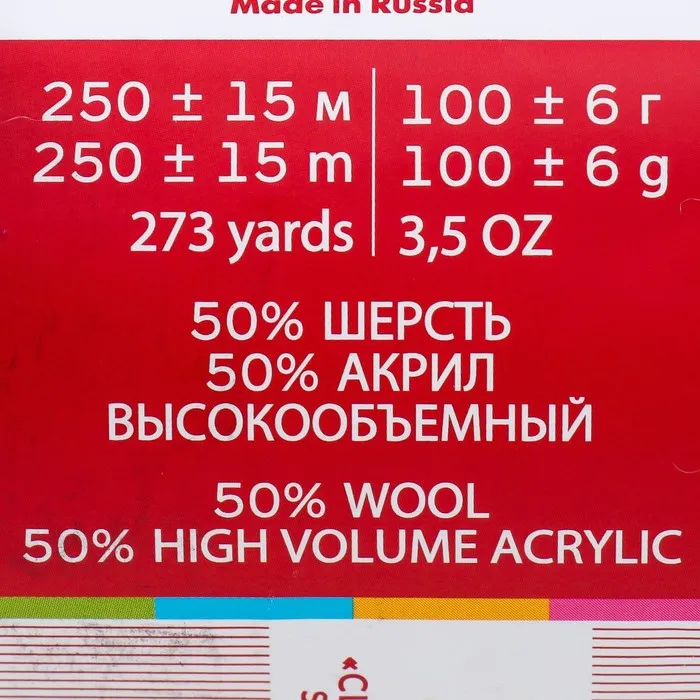 Made in Russia
250 ± 15 м
250 ± 15 m
273 yards
100 ± 6 г
100 ± 6 g
3,5 OZ
50% ШЕРСТЬ
50% АКРИЛ
ВЫСОКООБЪЕМНЫЙ
50% WOOL
50% HIGH VOLUME ACRYLIC